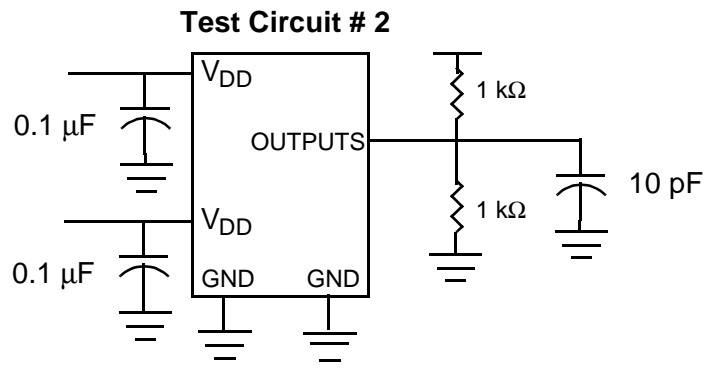 Test Circuit # 2
VDD
0.1 μF
1 kΩ
OUTPUTS
10 pF
1 kΩ
VDD
0.1 μF
GND
GND